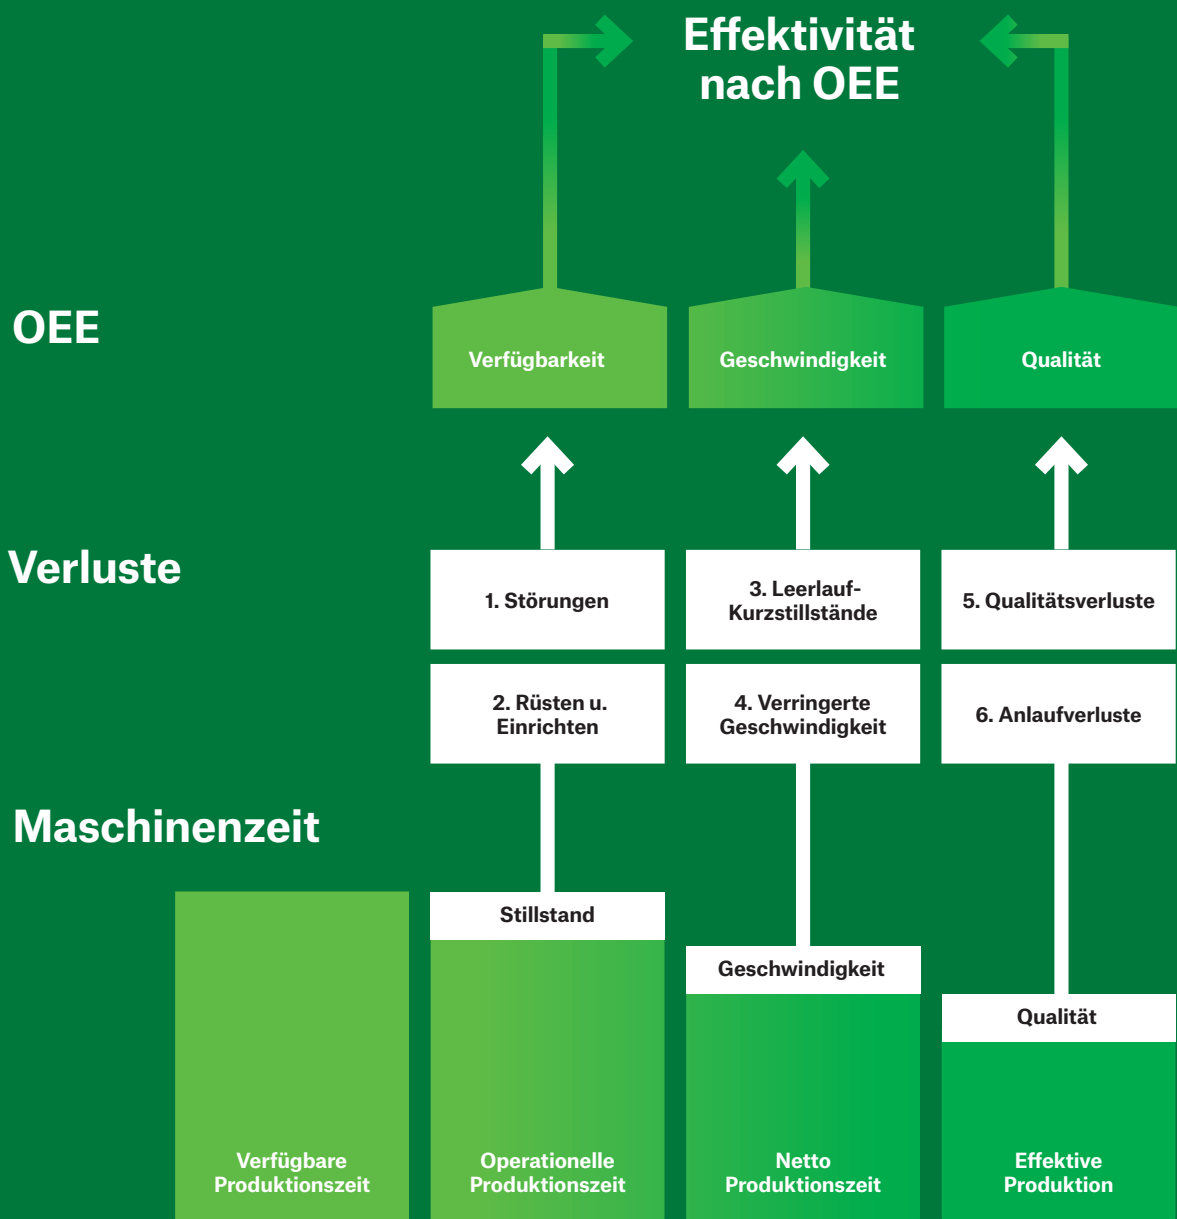 Effektivität
nach OEE
OEE
Verfügbarkeit
Geschwindigkeit
Qualität
Verluste
1. Störungen
3. Leerlauf-
Kurzstillstände
5. Qualitätsverluste
2. Rüsten u.
Einrichten
4. Verringerte
Geschwindigkeit
6. Anlaufverluste
Maschinenzeit
Stillstand
Geschwindigkeit
Qualität
Verfügbare
Produktionszeit
Operationelle
Produktionszeit
Netto
Produktionszeit
Effektive
Produktion